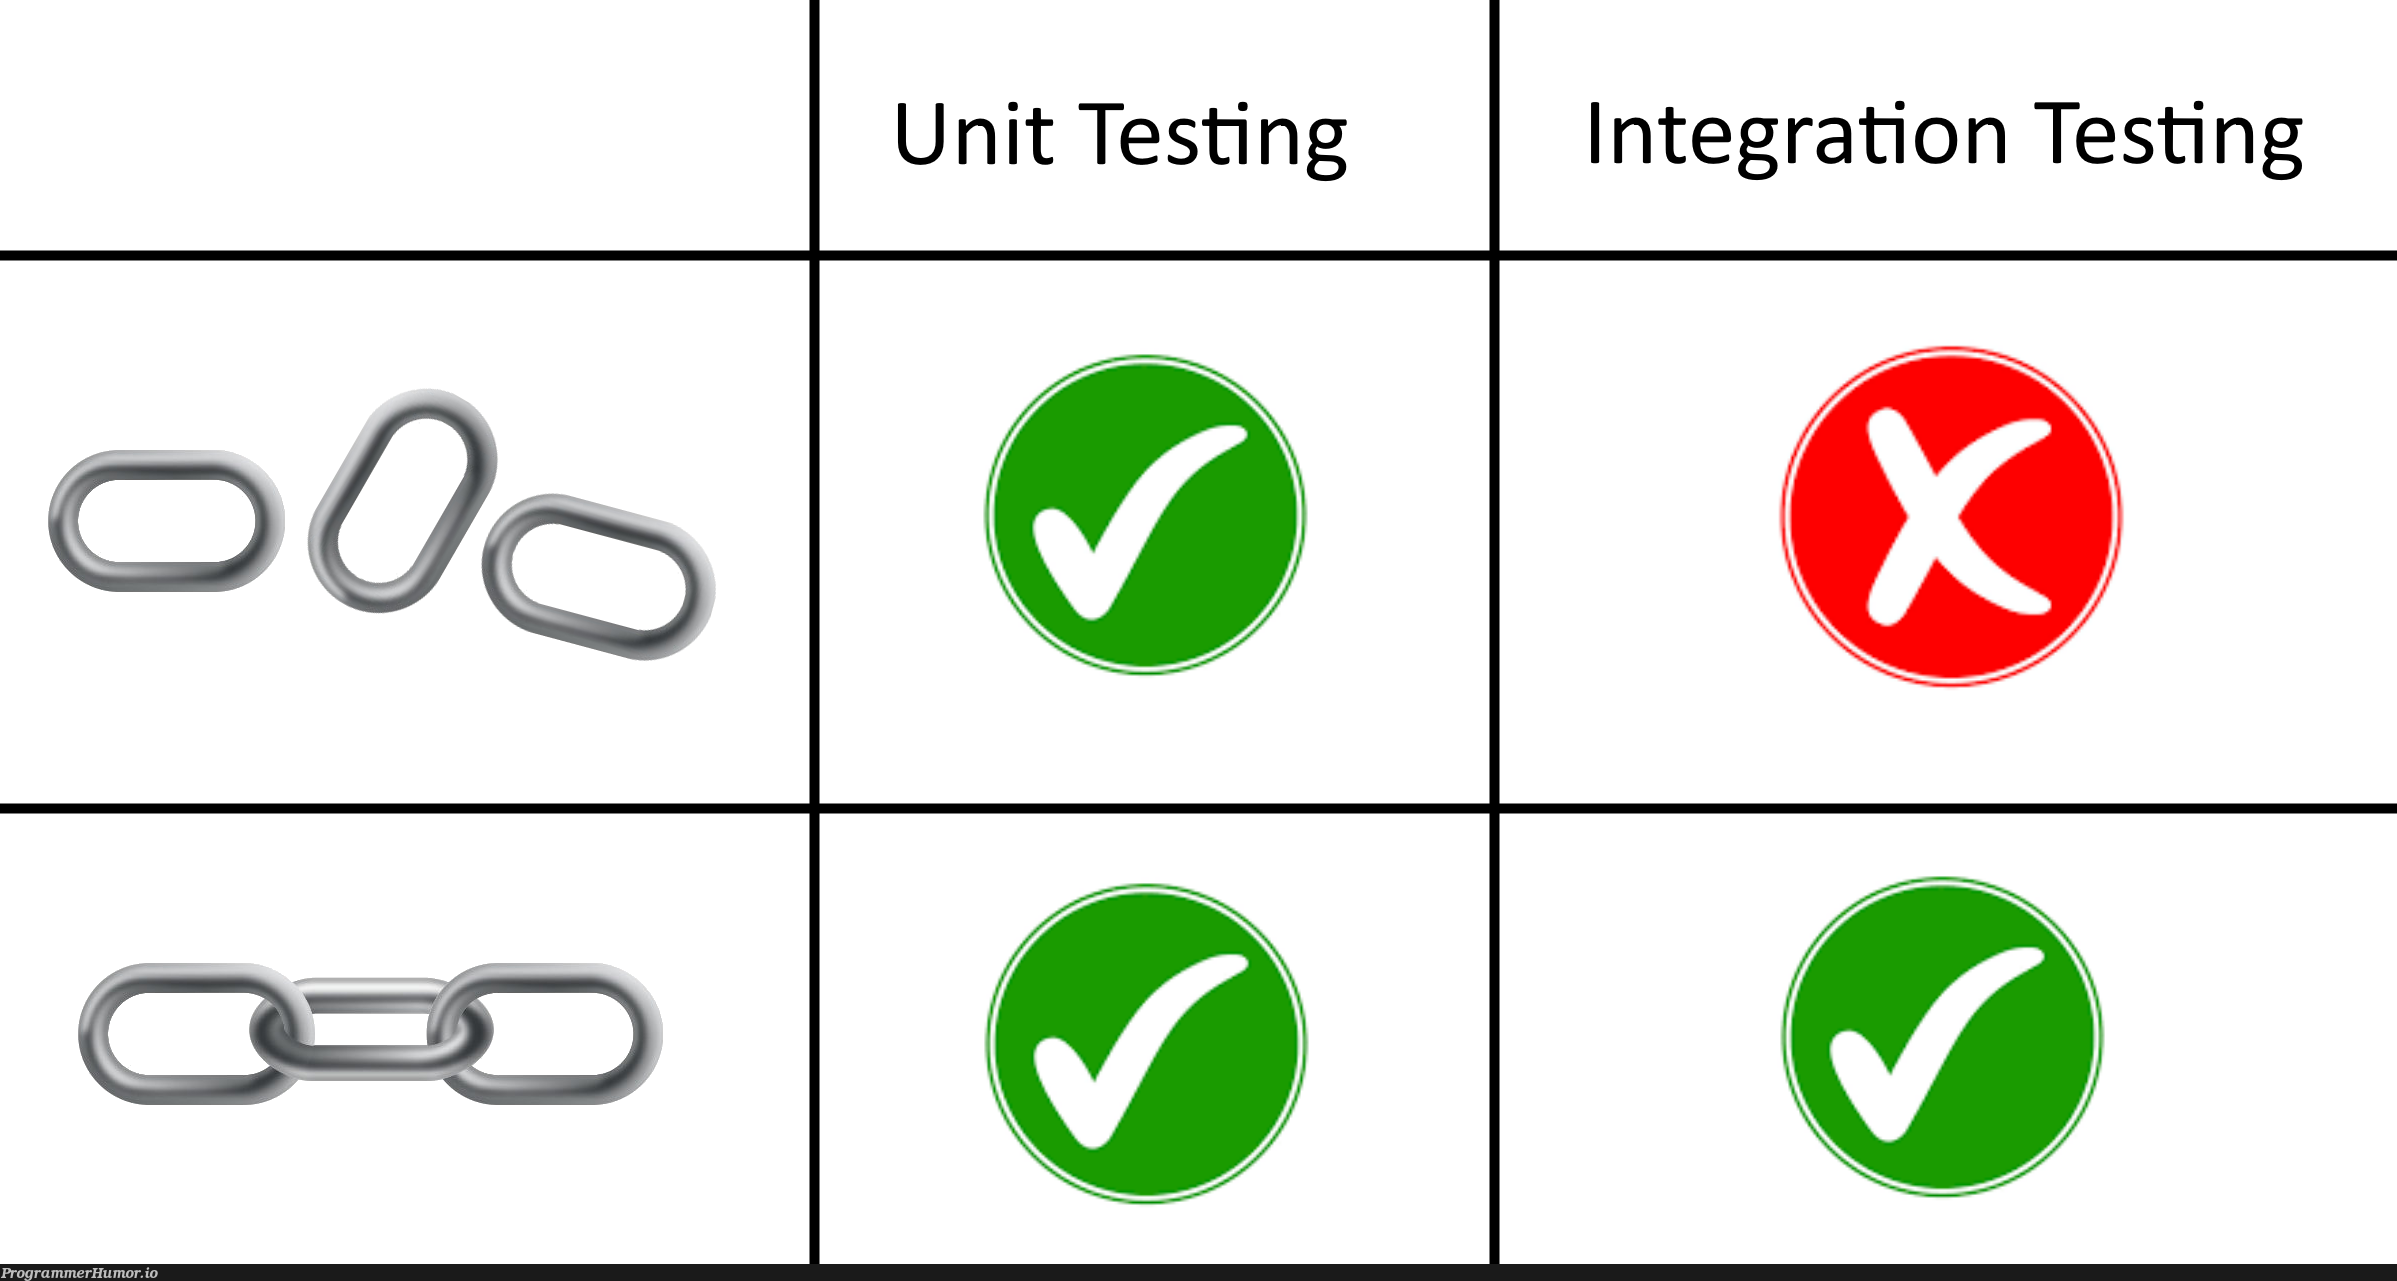 Unit Testing
Integration Testing
ProgrammerHumor.io